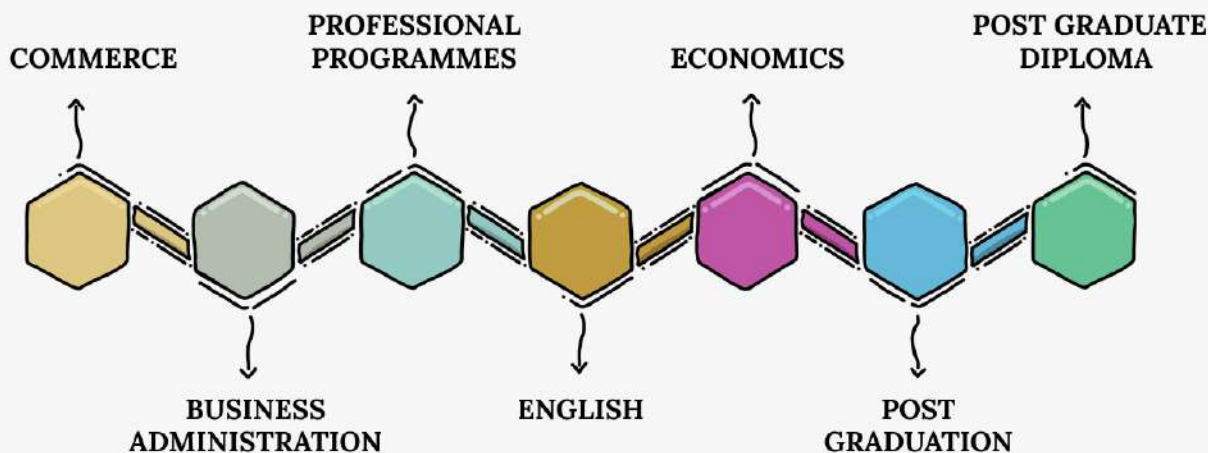 COMMERCE
PROFESSIONAL
PROGRAMMES
ECONOMICS
POST GRADUATE
DIPLOMA
BUSINESS
ADMINISTRATION
ENGLISH
POST
GRADUATION